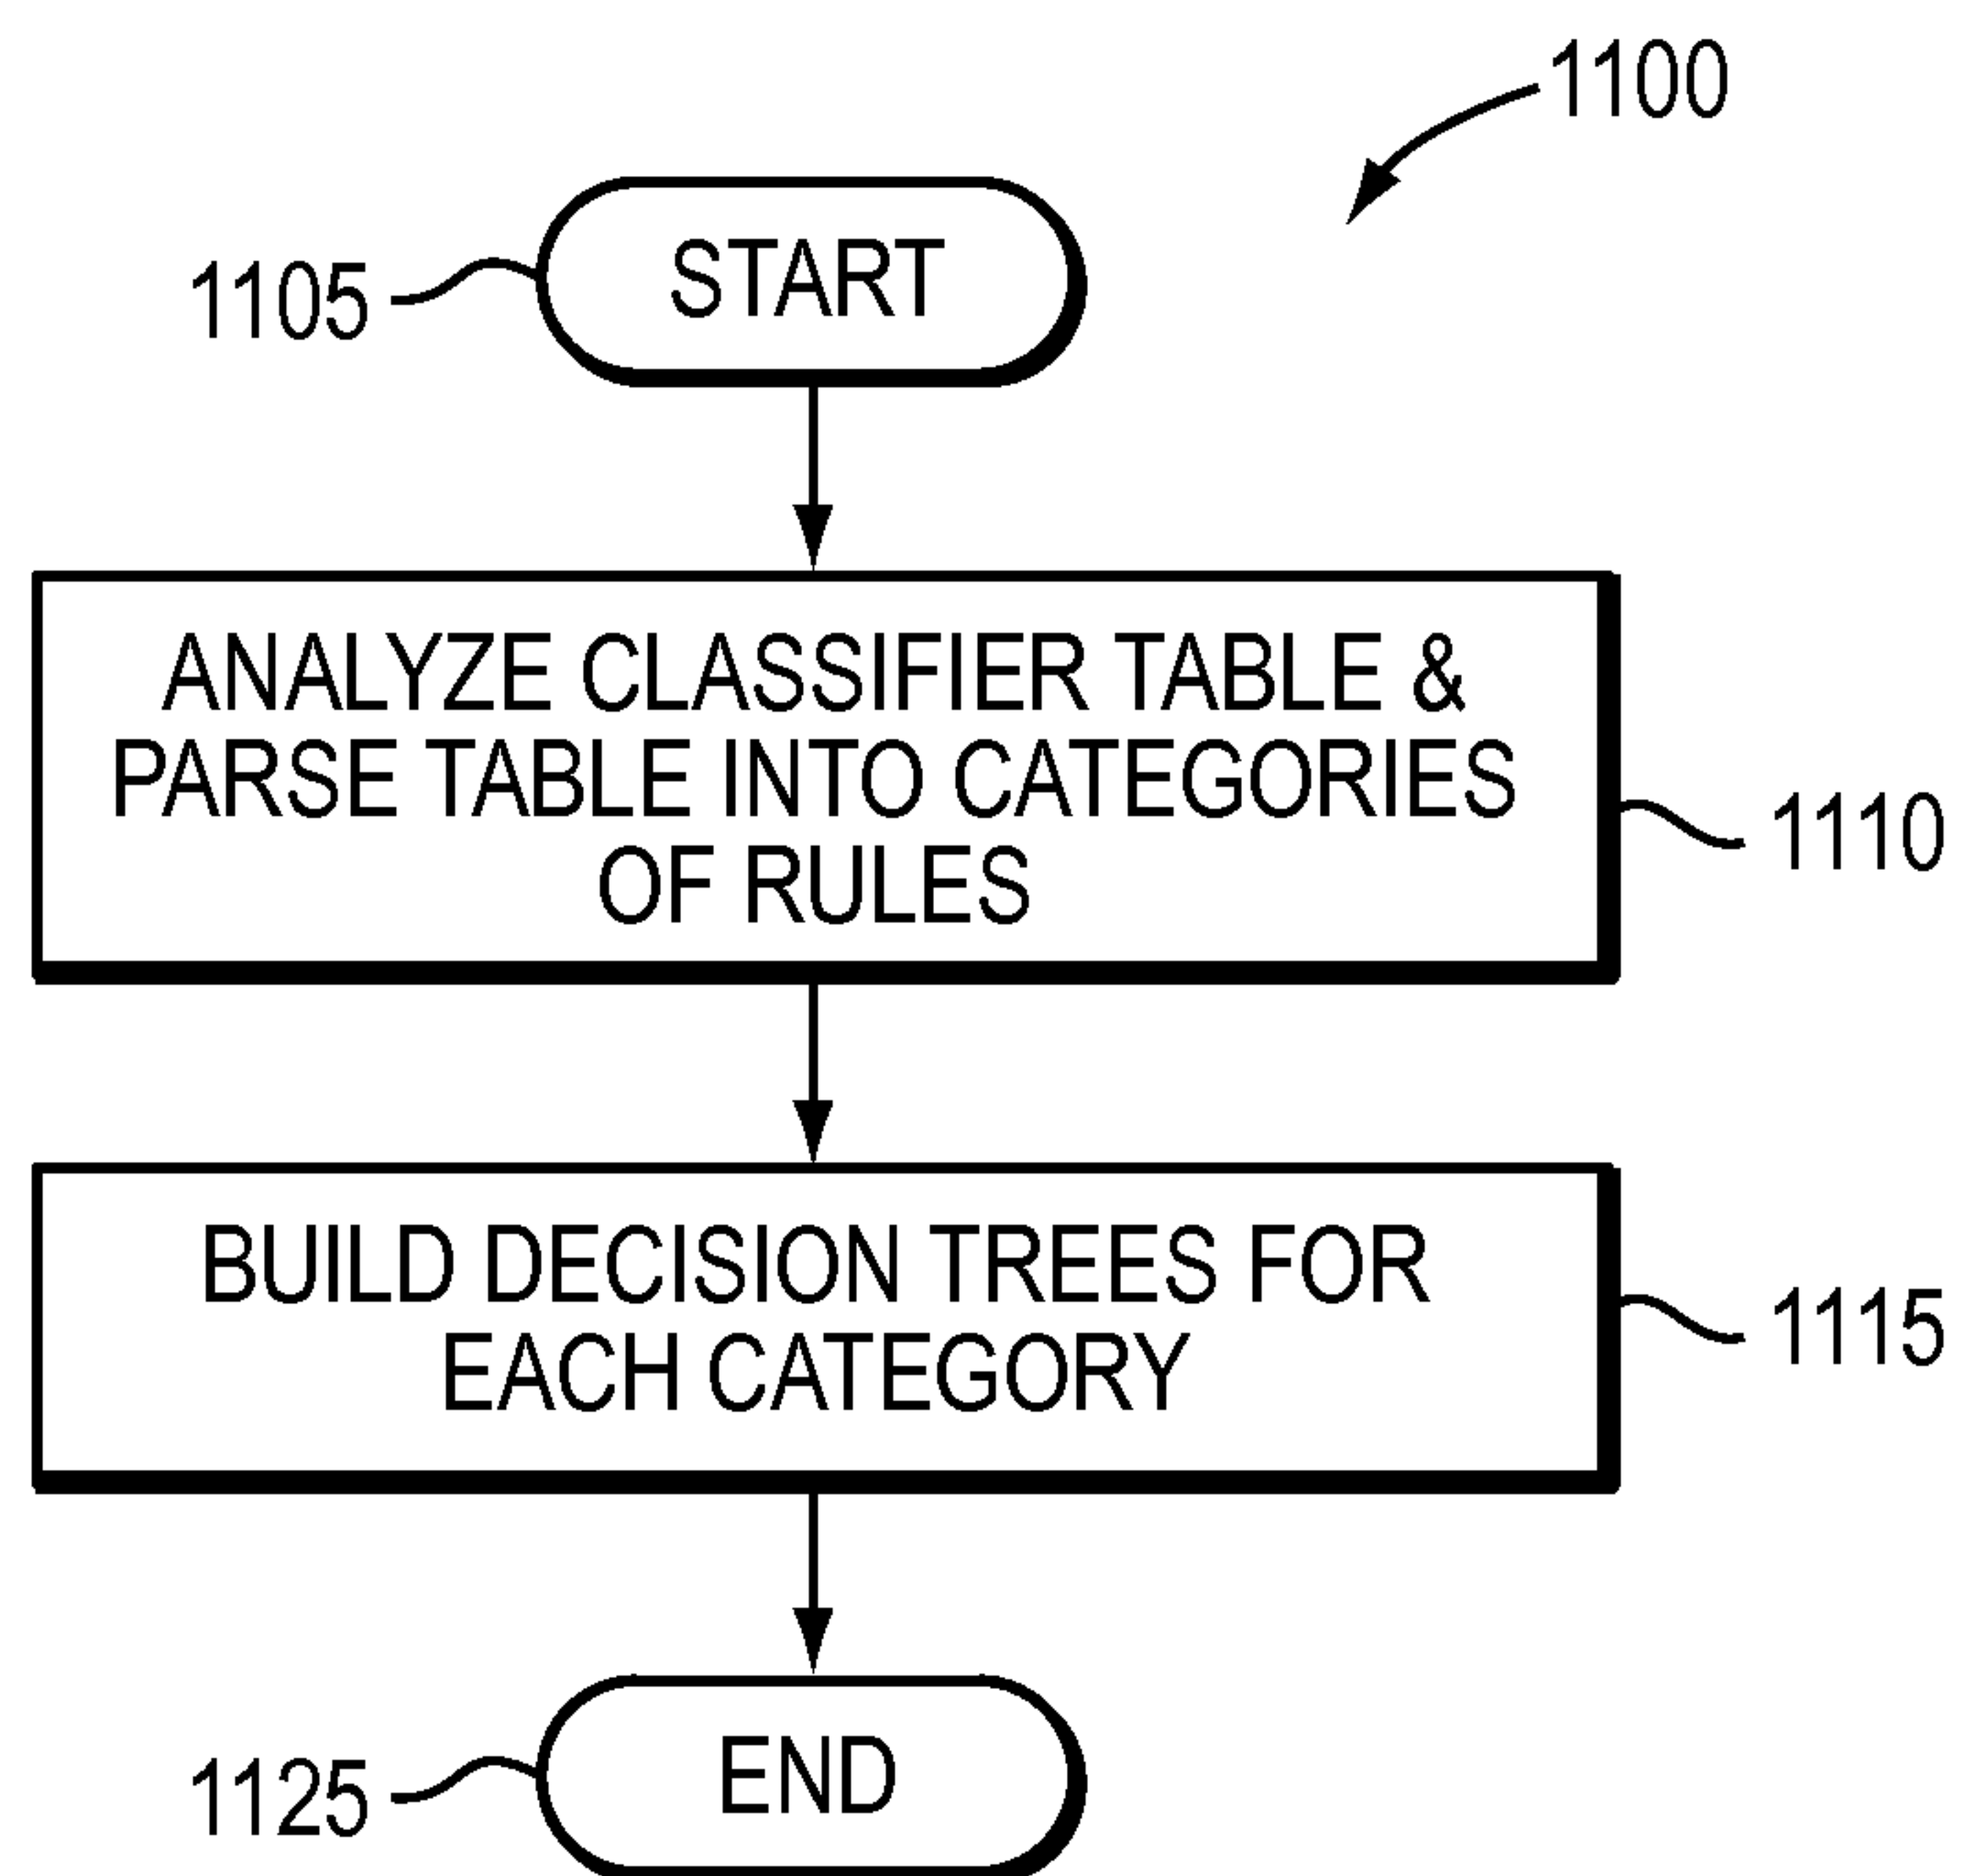 1100
1105
START
ANALYZE CLASSIFIER TABLE &
PARSE TABLE INTO CATEGORIES
OF RULES
1110
BUILD DECISION TREES FOR
EACH CATEGORY
1115
1125
END